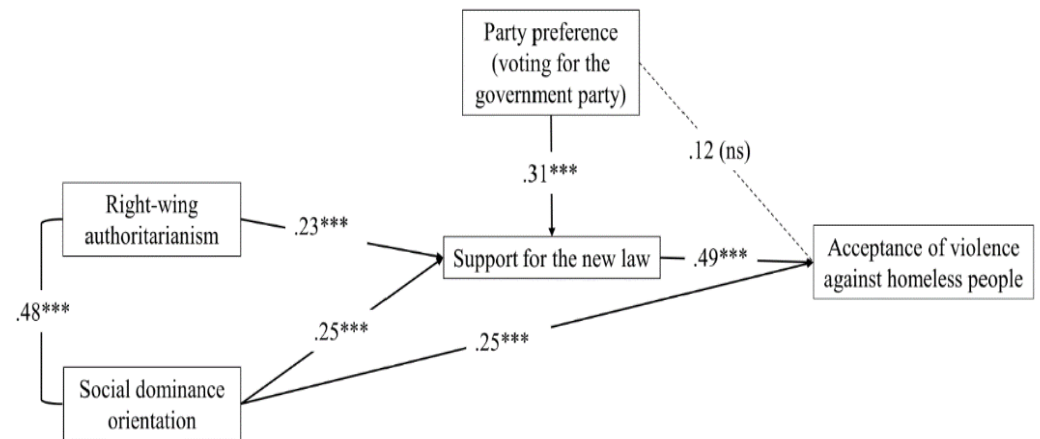 Party preference
(voting for the
government party)
.12 (ns)
.31***
Right-wing
authoritarianism
.23***
Support for the new law
.49***
Acceptance of violence
against homeless people
.48***
.25***
.25***
Social dominance
orientation